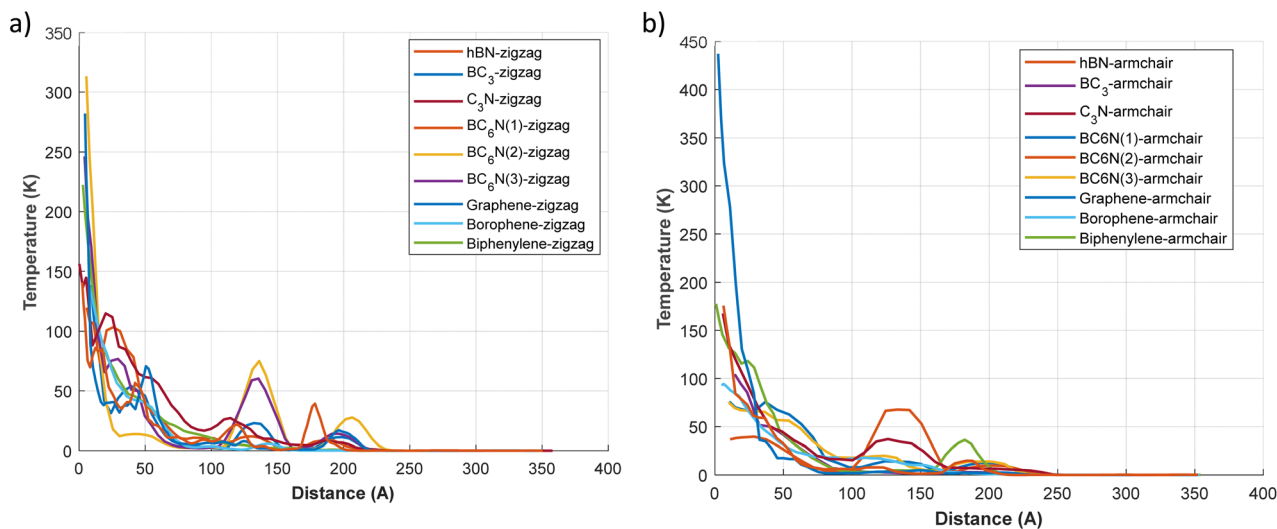 a)
350
300
250
200
150
100
50
0
Temperature (K)
hBN-zigzag
BC3-zigzag
C3N-zigzag
BC6N(1)-zigzag
BC6N(2)-zigzag
BC6N(3)-zigzag
Graphene-zigzag
Borophene-zigzag
Biphenylene-zigzag
0 50 100 150 200 250 300 350 400
Distance (A)
b)
450
400
350
300
250
200
150
100
50
0
Temperature (K)
hBN-armchair
BC3-armchair
C3N-armchair
BC6N(1)-armchair
BC6N(2)-armchair
BC6N(3)-armchair
Graphene-armchair
Borophene-armchair
Biphenylene-armchair
0 50 100 150 200 250 300 350 400
Distance (A)